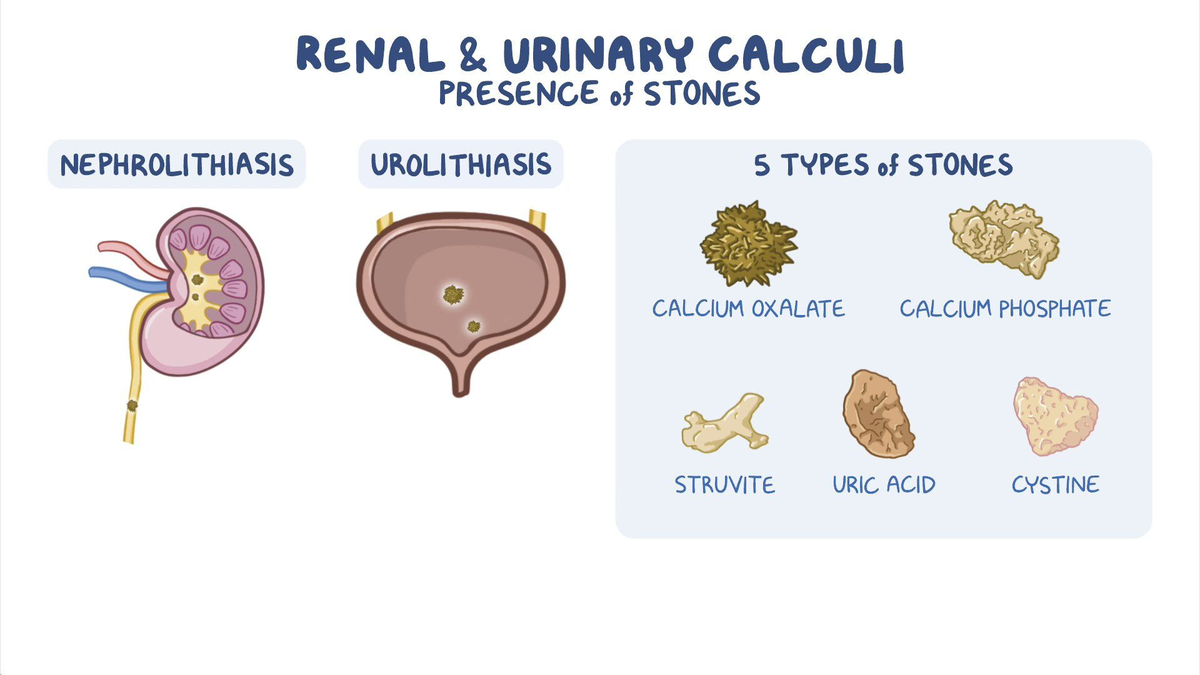 RENAL & URINARY CALCULI
PRESENCE of STONES
NEPHROLITHIASIS
UROLITHIASIS
5 TYPES of STONES
CALCIUM OXALATE
CALCIUM PHOSPHATE
STRUVITE
URIC ACID
CYSTINE